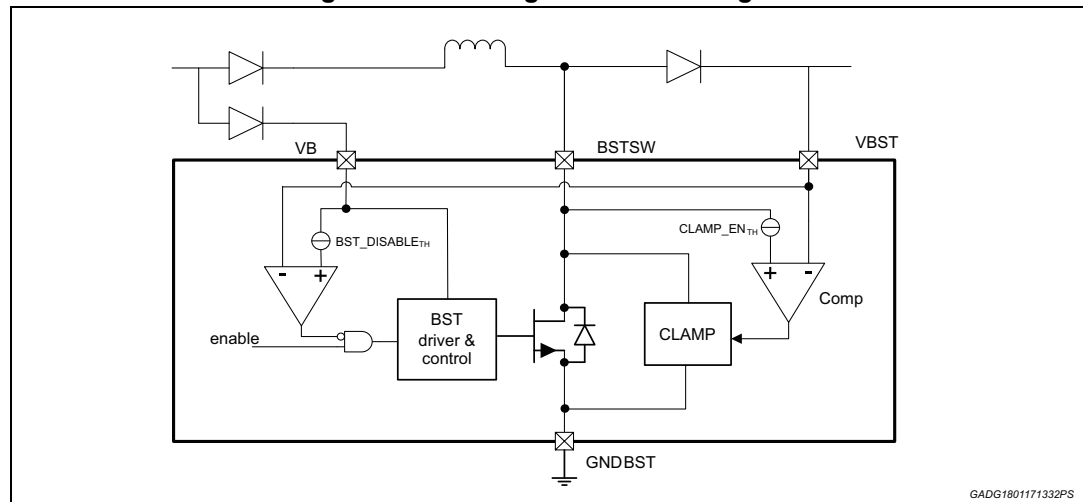 VB
BSTSW
VBST
BST_DISABLETH
CLAMP_ENTH
- +
+ -
Comp
enable
BST
driver &
control
CLAMP
GNDBST
GADG1801171332PS